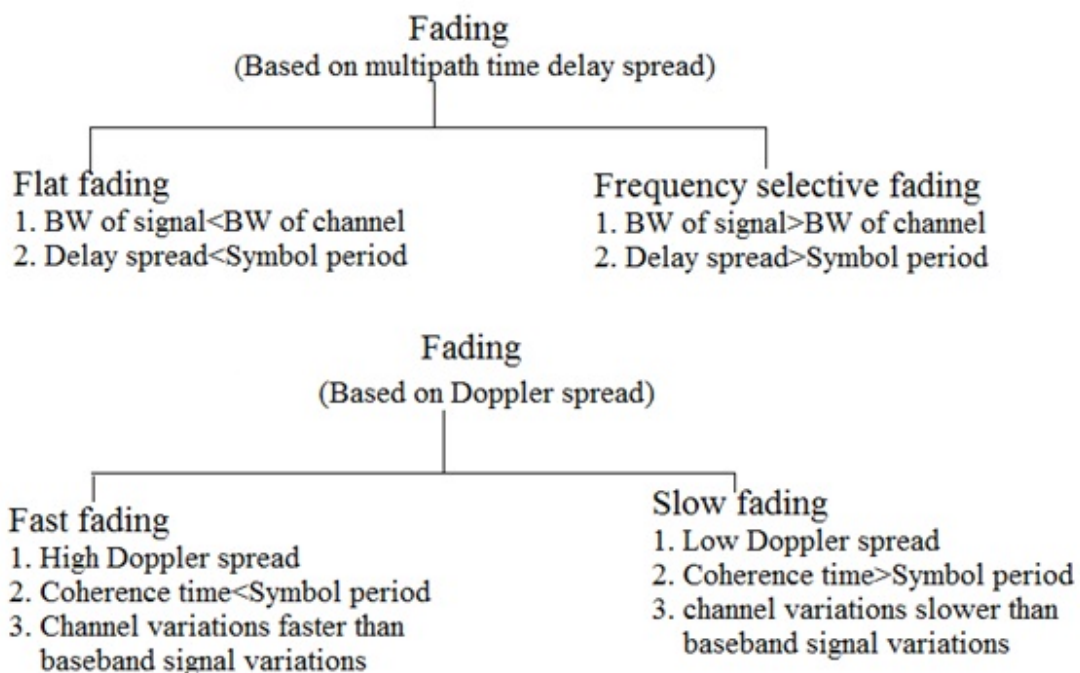 Fading
(Based on multipath time delay spread)
Flat fading
1. BW of signal<BW of channel
2. Delay spread<Symbol period
Frequency selective fading
1. BW of signal>BW of channel
2. Delay spread>Symbol period
Fading
(Based on Doppler spread)
Fast fading
1. High Doppler spread
2. Coherence time<Symbol period
3. Channel variations faster than
baseband signal variations
Slow fading
1. Low Doppler spread
2. Coherence time>Symbol period
3. channel variations slower than
baseband signal variations